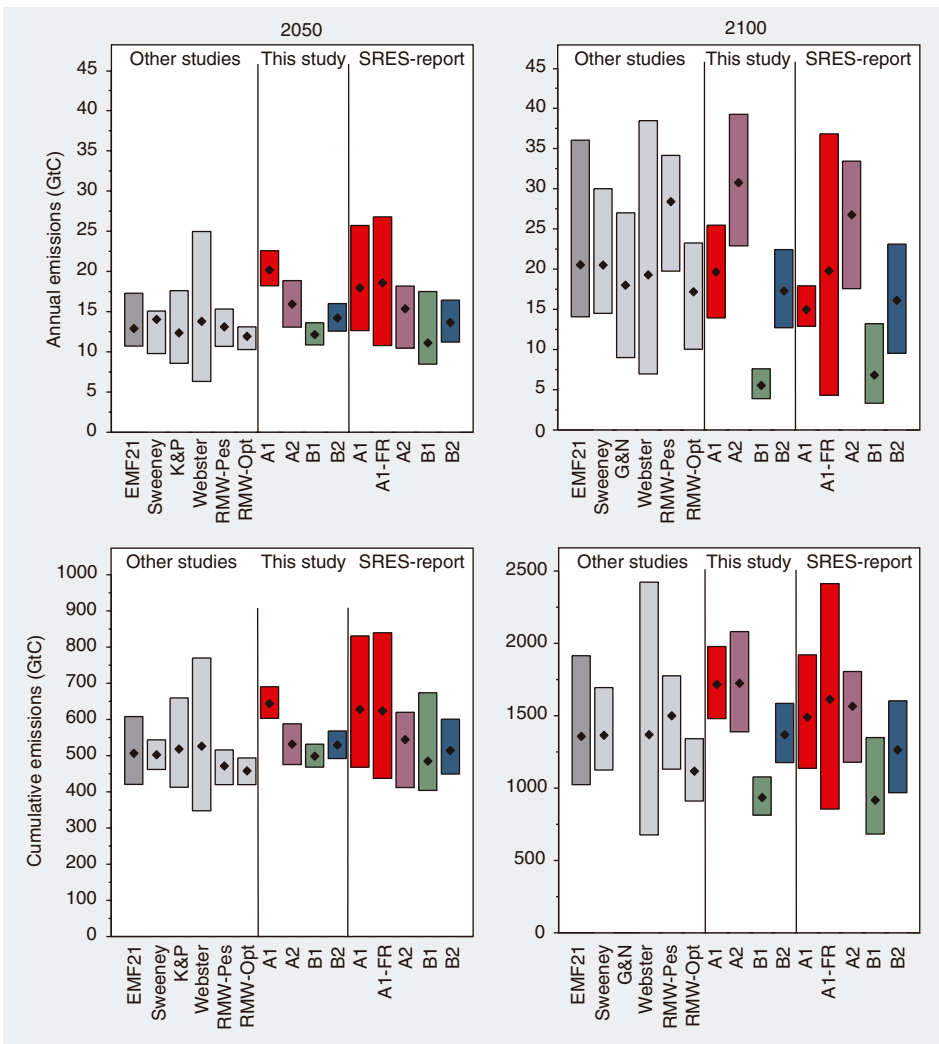 2050
2100
Other studies This study SRES-report
Annual emissions (GtC)
45
40
35
30
25
20
15
10
5
0
EMF21
Sweeney
K&P
Webster
RMW-Pes
RMW-Opt
A1
A2
B1
B2
A1
A1-FR
A2
B1
B2
Other studies This study SRES-report
45
40
35
30
25
20
15
10
5
0
EMF21
Sweeney
G&N
Webster
RMW-Pes
RMW-Opt
A1
A2
B1
B2
A1
A1-FR
A2
B1
B2
Other studies This study SRES-report
Cumulative emissions (GtC)
1000
900
800
700
600
500
400
300
200
100
0
EMF21
Sweeney
K&P
Webster
RMW-Pes
RMW-Opt
A1
A2
B1
B2
A1
A1-FR
A2
B1
B2
Other studies This study SRES-report
2500
2000
1500
1000
500
0
EMF21
Sweeney
G&N
Webster
RMW-Pes
RMW-Opt
A1
A2
B1
B2
A1
A1-FR
A2
B1
B2